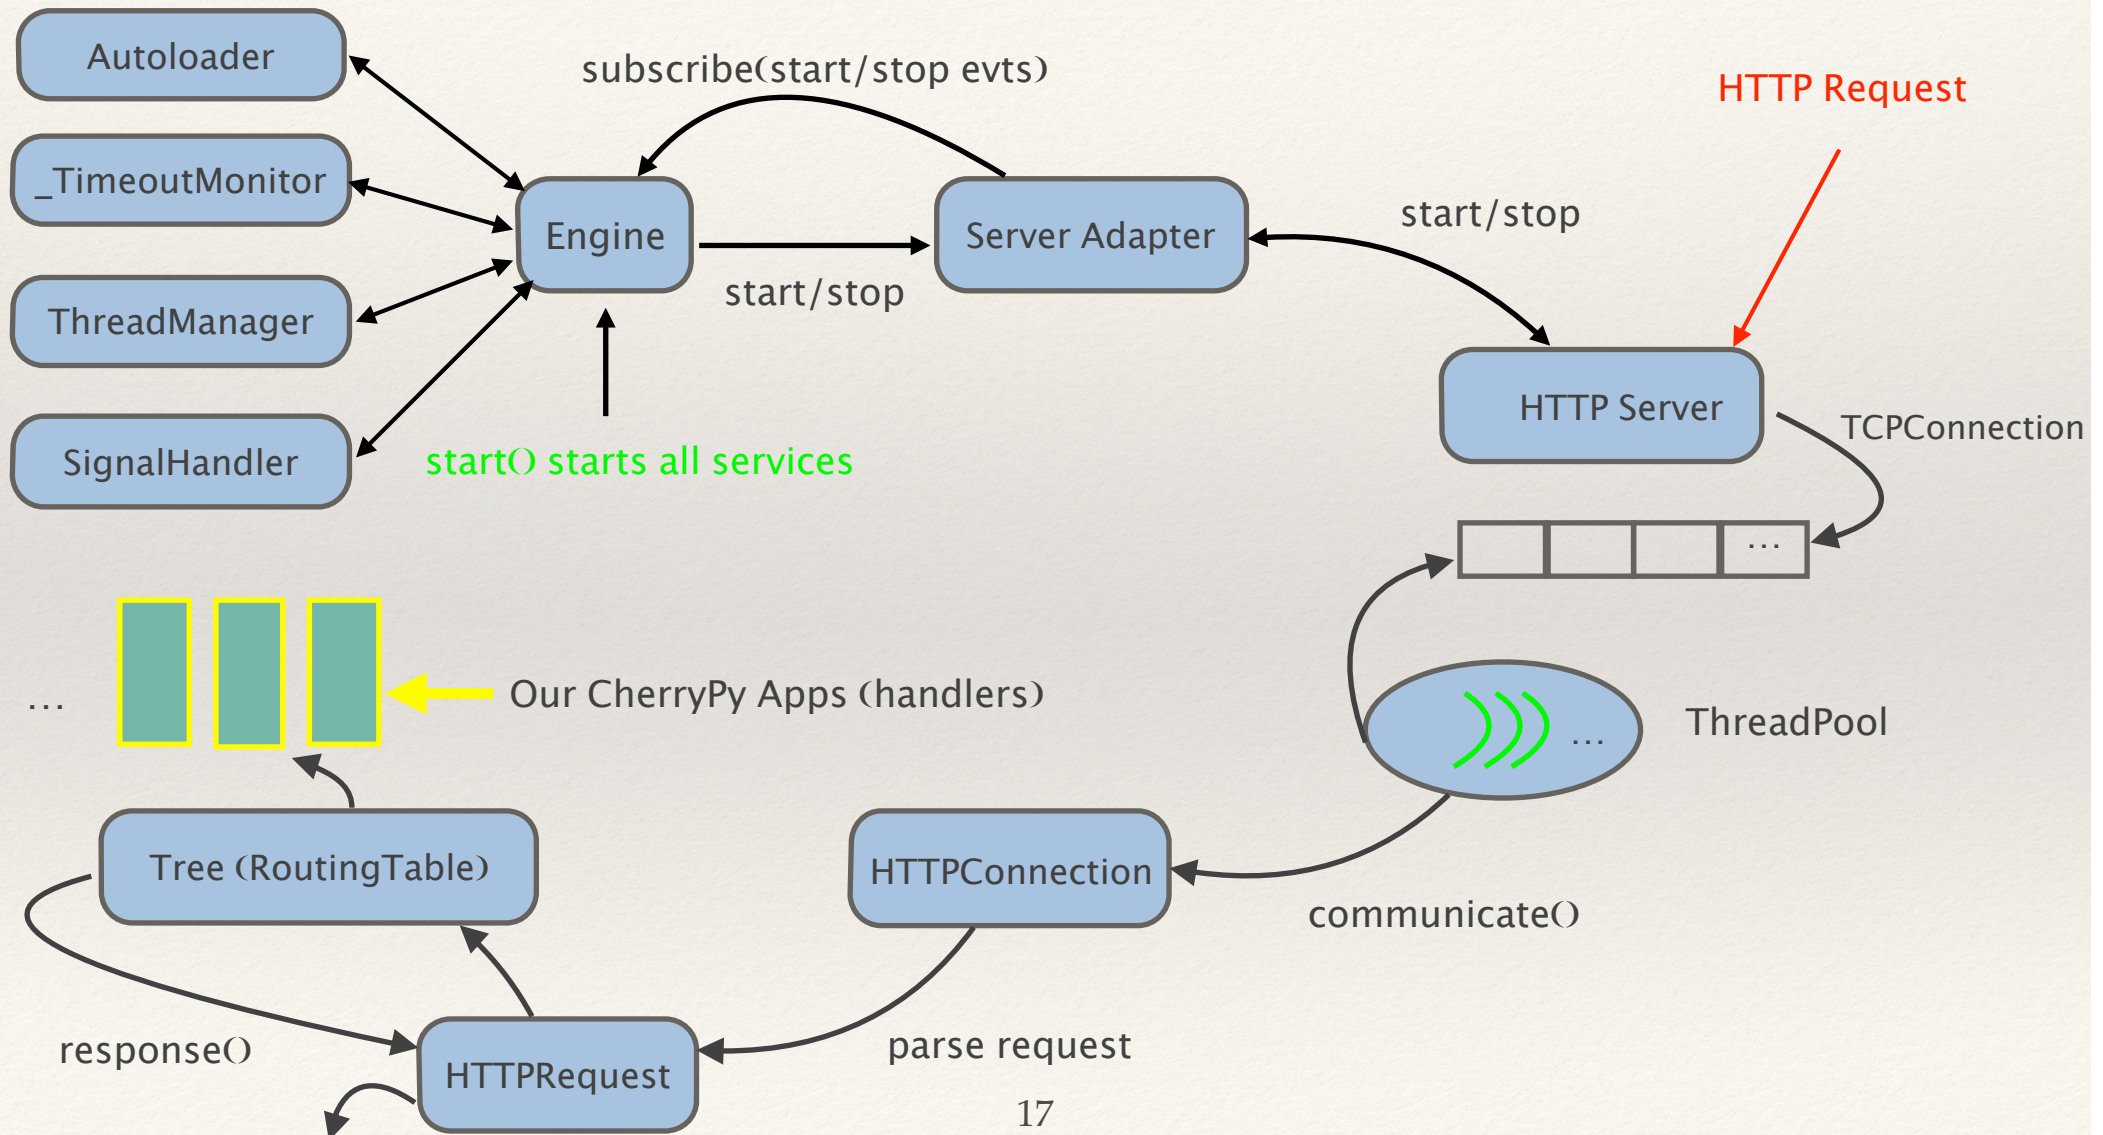 Autoloader
subscribe(start/stop evts)
HTTP Request
_TimeoutMonitor
Engine
Server Adapter
start/stop
start/stop
ThreadManager
HTTP Server
TCPConnection
SignalHandler
start() starts all services
...
...
Our CherryPy Apps (handlers)
...
ThreadPool
Tree (RoutingTable)
HTTPConnection
communicate()
response()
parse request
HTTPRequest
17